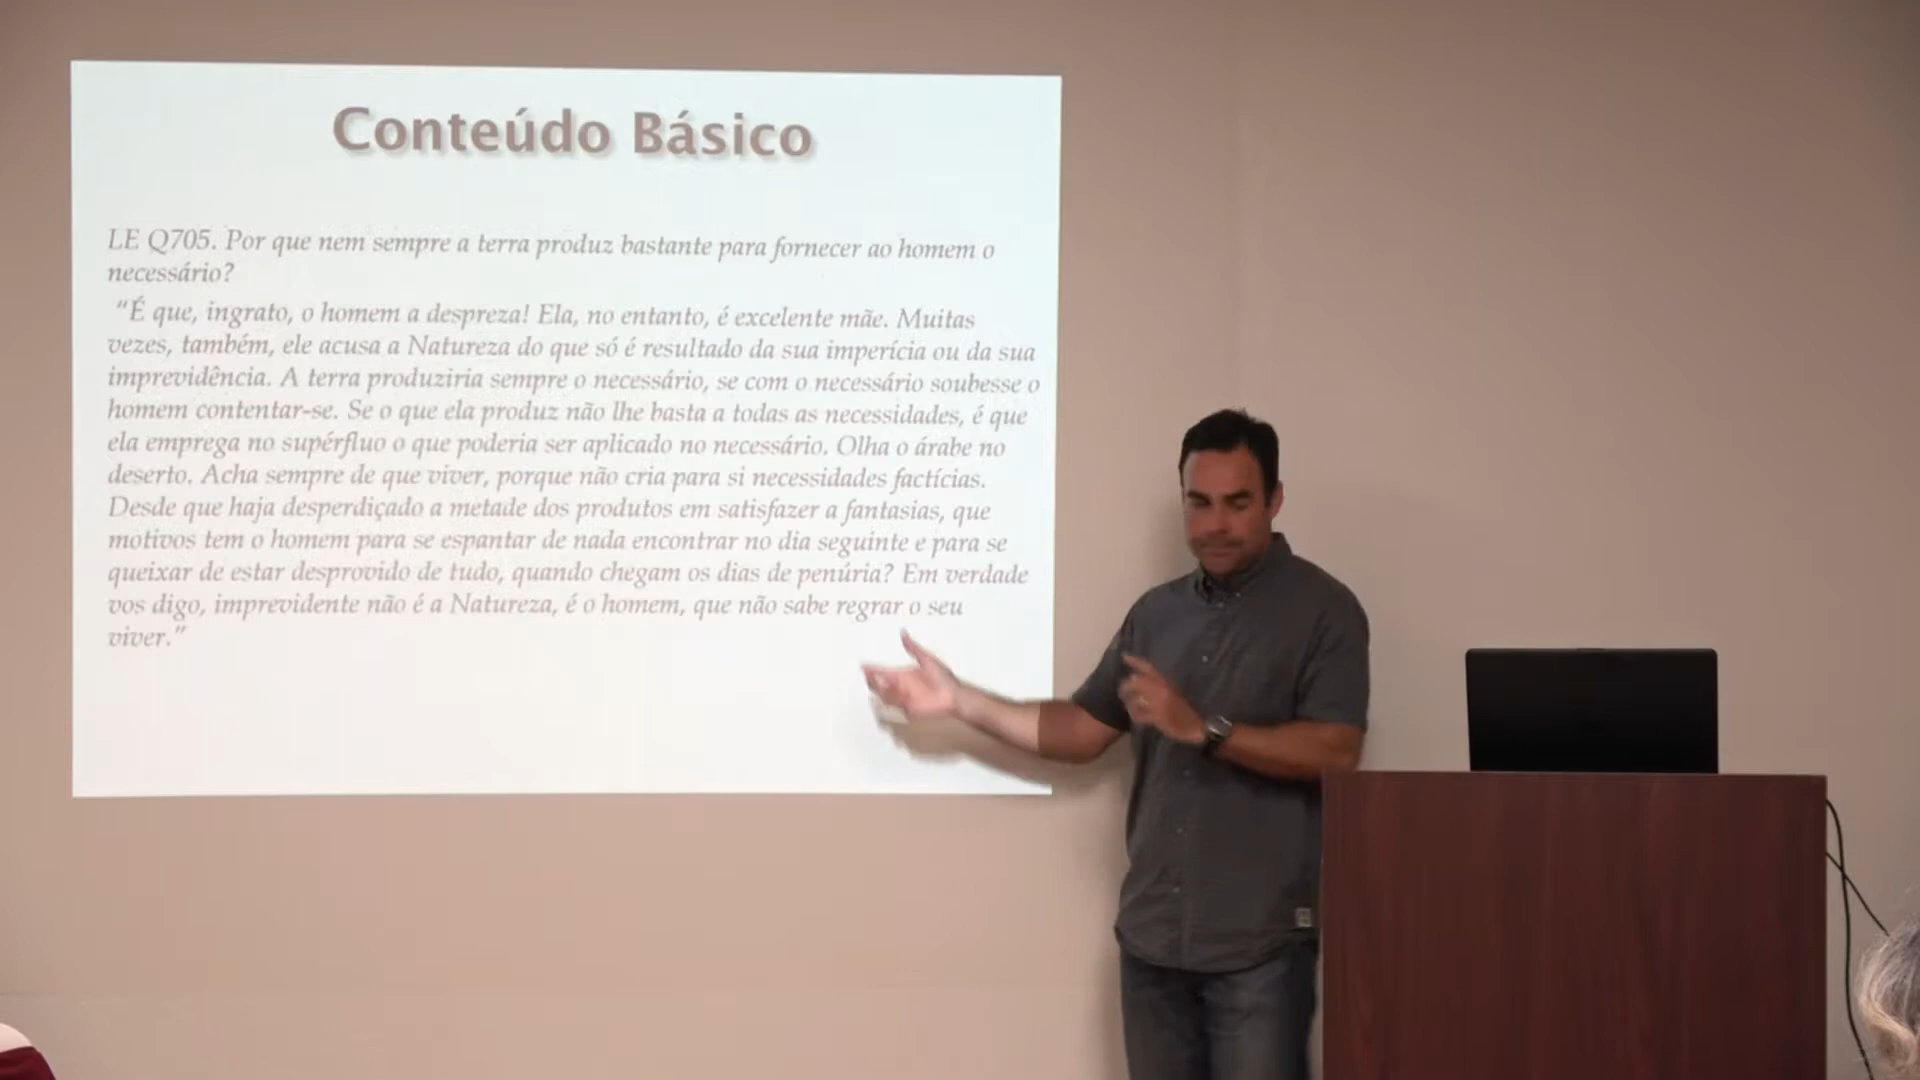 Conteúdo Básico
LE Q705. Por que nem sempre a terra produz bastante para fornecer ao homem o
necessário?
“É que, ingrato, o homem a despreza! Ela, no entanto, é excelente mãe. Muitas
vezes, também, ele acusa a Natureza do que só é resultado da sua imperícia ou da sua
imprevidência. A terra produziria sempre o necessário, se com o necessário soubesse o
homem contentar-se. Se o que ela produz não lhe basta a todas as necessidades, é que
ela emprega no supérfluo o que poderia ser aplicado no necessário. Olha o árabe no
deserto. Acha sempre de que viver, porque não cria para si necessidades factícias.
Desde que haja desperdiçado a metade dos produtos em satisfazer a fantasias, que
motivos tem o homem para se espantar de nada encontrar no dia seguinte e para se
queixar de estar desprovido de tudo, quando chegam os dias de penúria? Em verdade
vos digo, imprevidente não é a Natureza, é o homem, que não sabe regrar o seu
viver.”